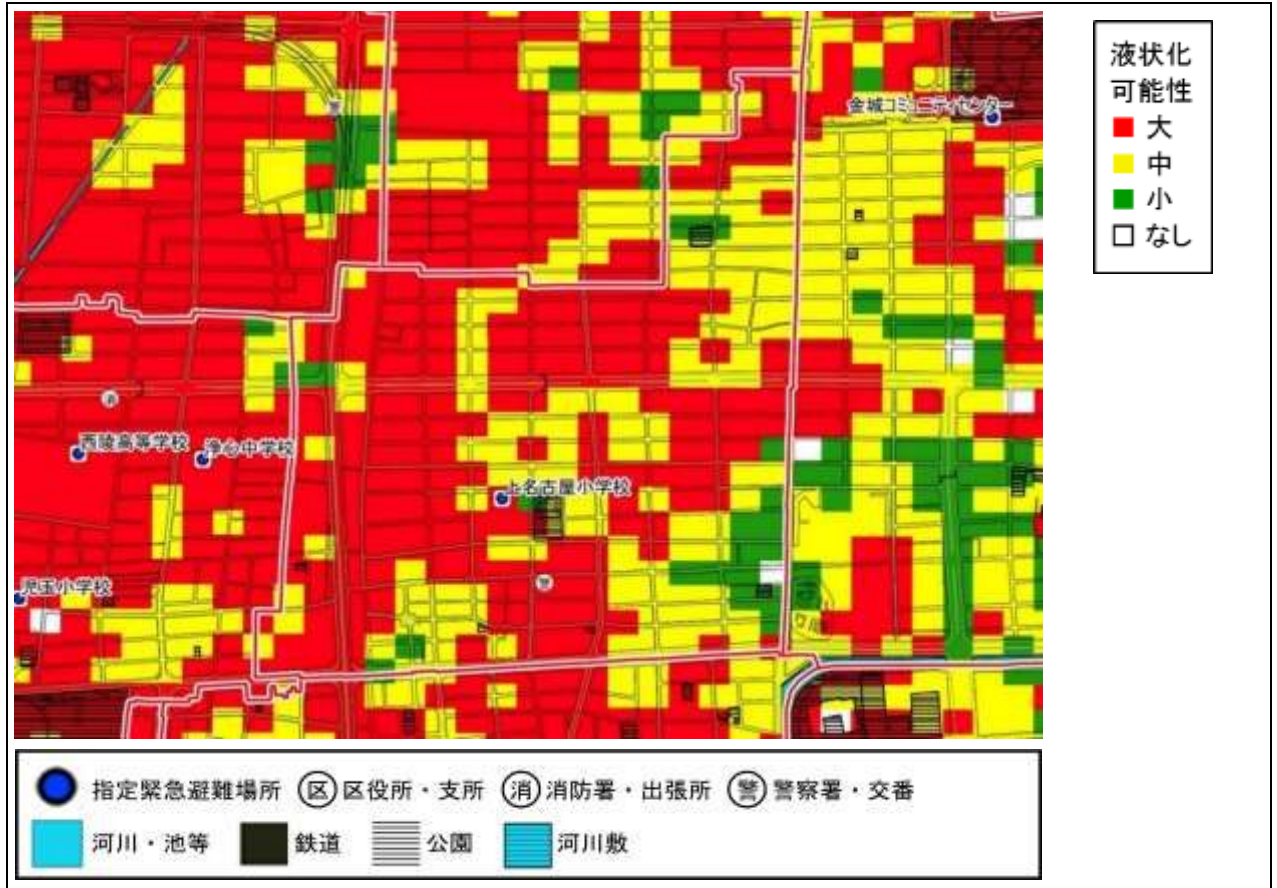 液状化
可能性
大
中
小
なし
金城コミュニティセンター
警
消
西陵高等学校
浄心中学校
上名古屋小学校
児玉小学校
警
指定緊急避難場所 区 区役所・支所 消 消防署・出張所 警 警察署・交番
河川・池等 鉄道 公園 河川敷